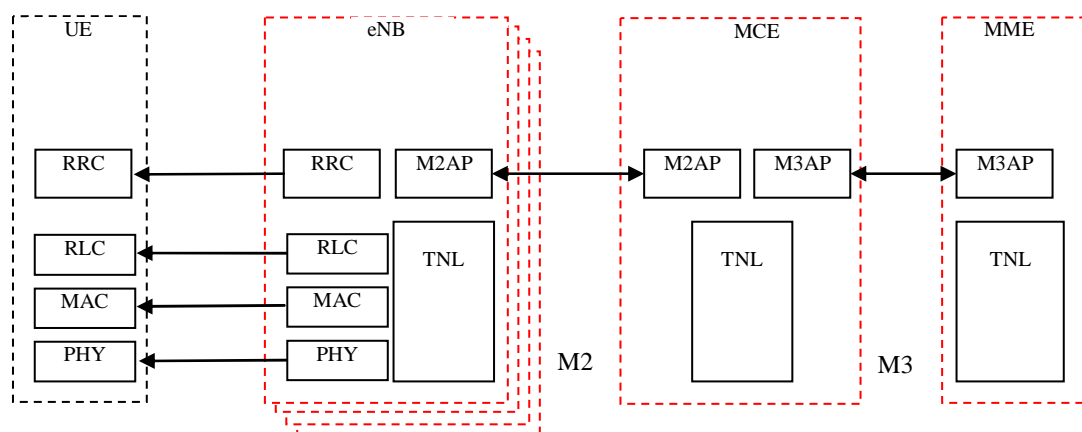 UE eNB MCE MME
RRC RRC M2AP M2AP M3AP M3AP
RLC RLC TNL TNL TNL
MAC MAC
PHY PHY M2 M3